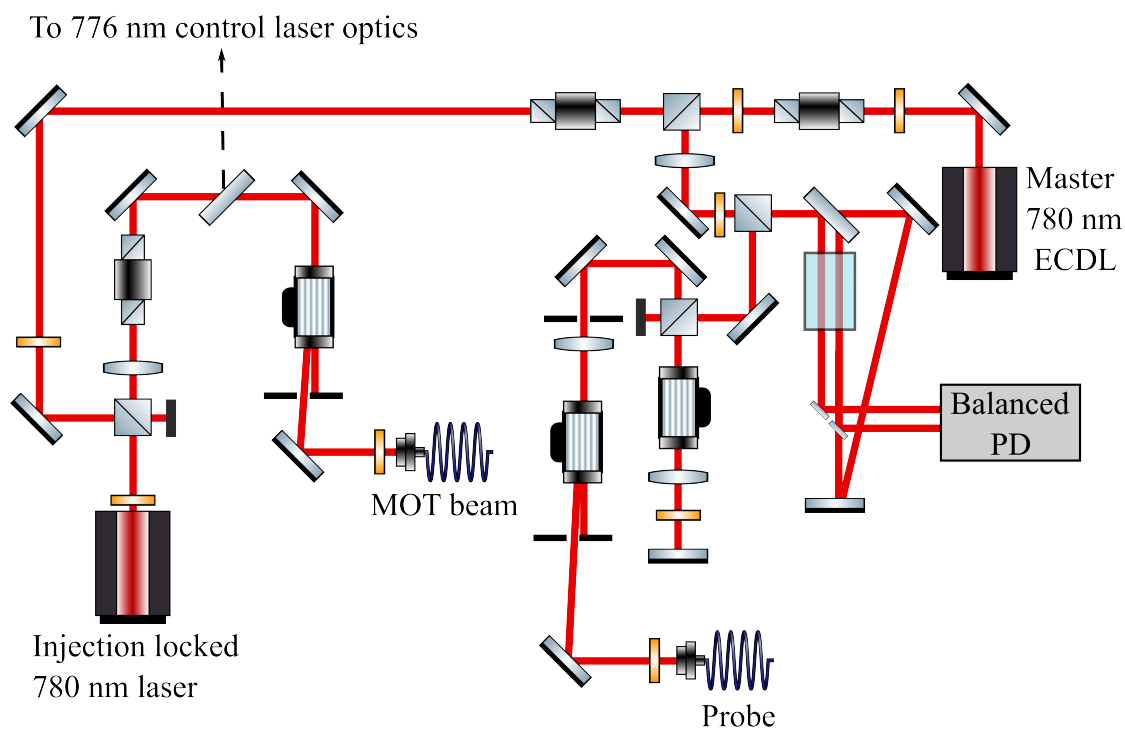 To 776 nm control laser optics
Master
780 nm
ECDL
Balanced
PD
MOT beam
Injection locked
780 nm laser
Probe